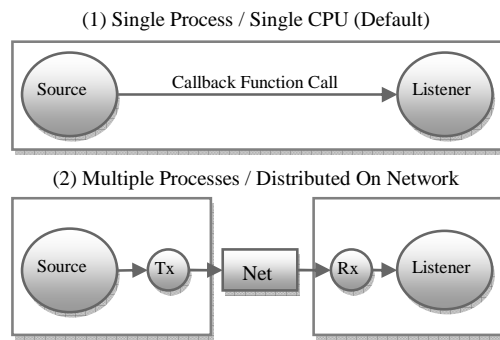 (1) Single Process / Single CPU (Default)
Source
Callback Function Call
Listener
(2) Multiple Processes / Distributed On Network
Source
Tx
Net
Rx
Listener